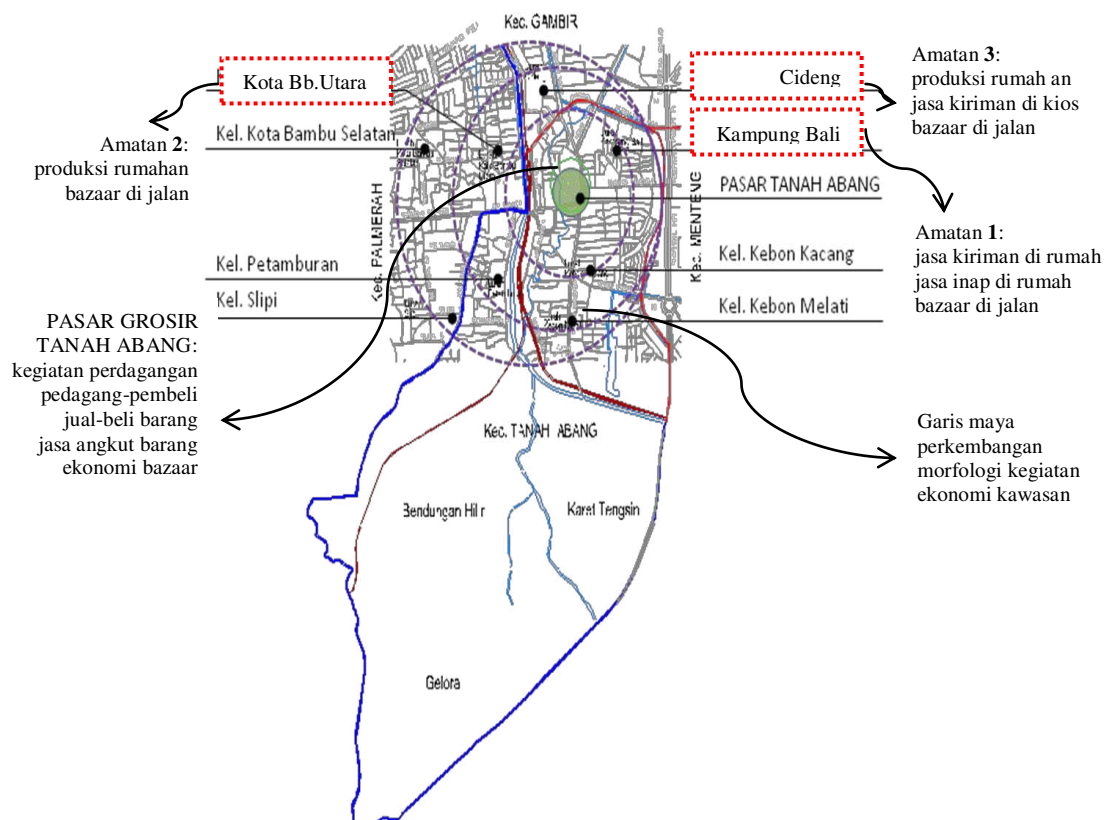 Kec. GAMBIR
Kota Bb.Utara
Amatan 2:
produksi rumahan
bazaar di jalan
Kel. Kota Bambu Selatan
Kec. PALMERAH
Kel. Petamburan
Kel. Slipi
PASAR GROSIR
TANAH ABANG:
kegiatan perdagangan
pedagang-pembeli
jual-beli barang
jasa angkut barang
ekonomi bazaar
Cideng
Amatan 3:
produksi rumah an
jasa kiriman di kios
bazaar di jalan
Kampung Bali
PASAR TANAH ABANG
Kec. MENTENG
Amatan 1:
jasa kiriman di rumah
jasa inap di rumah
bazaar di jalan
Kel. Kebon Kacang
Kel. Kebon Melati
Garis maya
perkembangan
morfologi kegiatan
ekonomi kawasan
Kec. TANAH ABANG
Bendungan Hilir
Karet Tengsin
Gelora